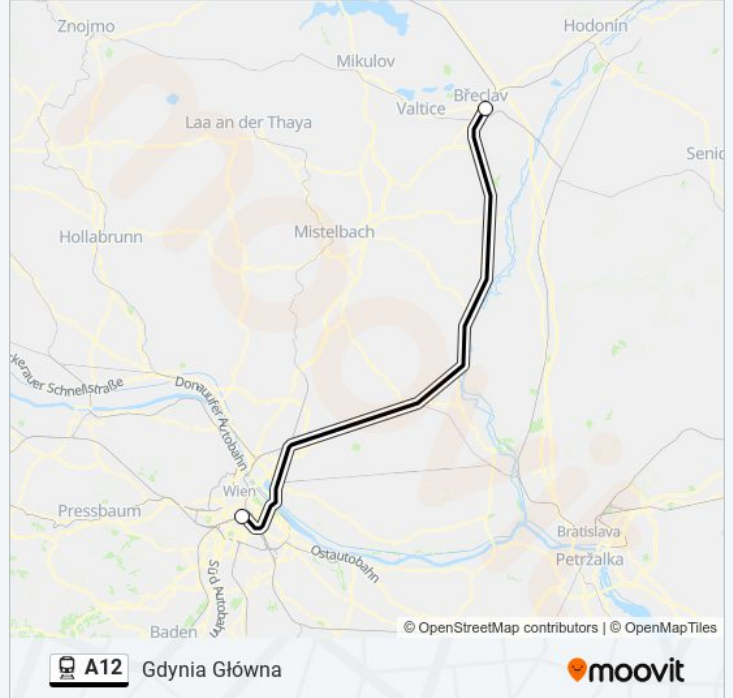 Znojmo
Hodonín
Mikulov
Břeclav
Valtice
Laa an der Thaya
Senic
Hollabrunn
Mistelbach
ckerauer Schnellstraße
Donauufer Autobahn
Wien
Pressbaum
Bratislava
Petržalka
Ostautobahn
Süd Autobahn
Baden
© OpenStreetMap contributors | © OpenMapTiles
A12 Gdynia Główna
moovit